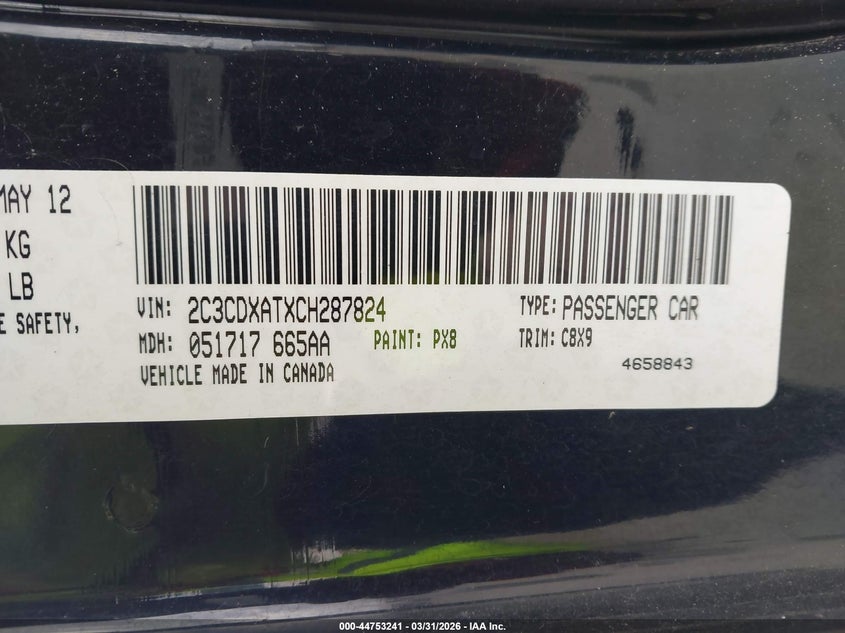 MAY 12
KG
LB
E SAFETY,
VIN: 2C3CDXATXCH287824
TYPE: PASSENGER CAR
MDH: 051717 665AA
PAINT: PX8
TRIM: C8X9
VEHICLE MADE IN CANADA
4658843
000-44753241 - 03/31/2026 - IAA Inc.